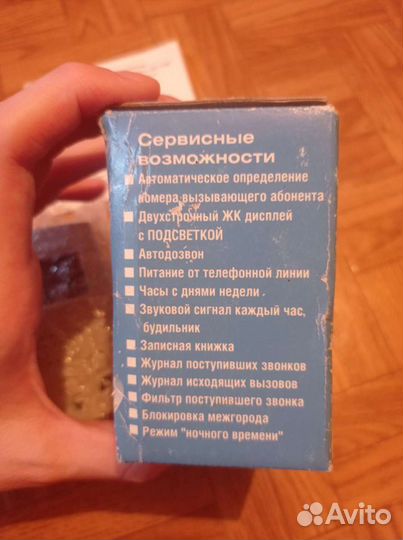 Сервисные
возможности
Автоматическое определение
номера вызывающего абонента
Двухстрочный ЖК дисплей
с ПОДСВЕТКОЙ
Автодозвон
Питание от телефонной линии
Часы с днями недели
Звуковой сигнал каждый час,
будильник
Записная книжка
Журнал поступивших звонков
Журнал исходящих вызовов
Фильтр поступившего звонка
Блокировка межгорода
Режим "ночного времени"
Avito